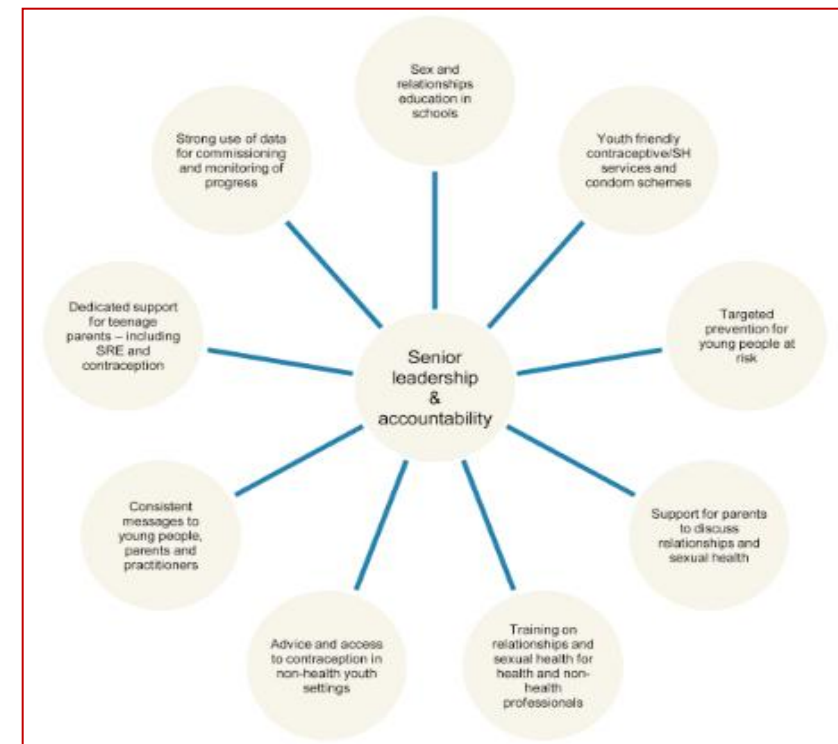 Sex and
relationships
education in
schools
Youth friendly
contraceptive/SH
services and
condom schemes
Targeted
prevention for
young people at
risk
Support for parents
to discuss
relationships and
sexual health
Training on
relationships and
sexual health for
health and non-
health
professionals
Advice and access
to contraception in
non-health youth
settings
Consistent
messages to
young people,
parents and
practitioners
Dedicated support
for teenage
parents – including
SRE and
contraception
Strong use of data
for commissioning
and monitoring of
progress
Senior
leadership
&
accountability